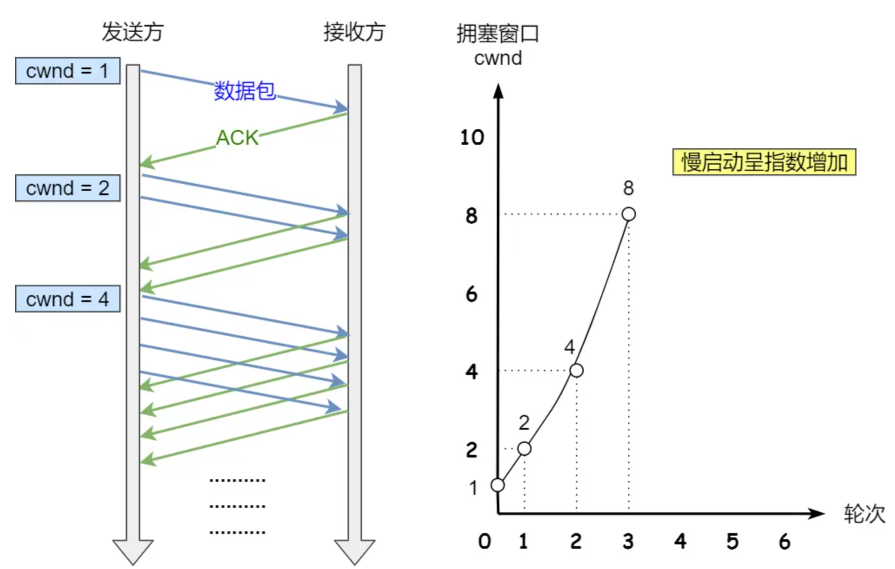 发送方
接收方
cwnd = 1
数据包
ACK
cwnd = 2
cwnd = 4
..........
..........
..........
拥塞窗口
cwnd
10
8
6
4
2
1
8
4
2
慢启动呈指数增加
0 1 2 3 4 5 6
轮次